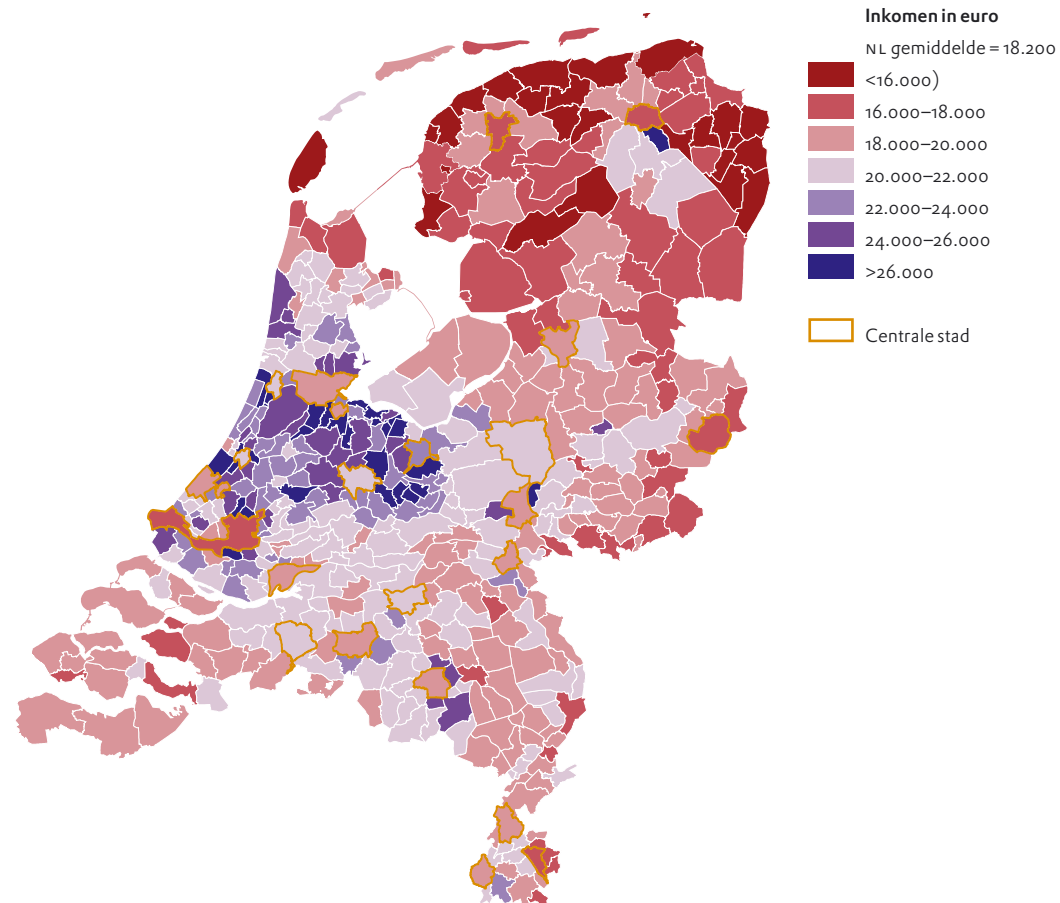 Inkomen in euro
NL gemiddelde = 18.200
<16.000)
16.000–18.000
18.000–20.000
20.000–22.000
22.000–24.000
24.000–26.000
>26.000
Centrale stad